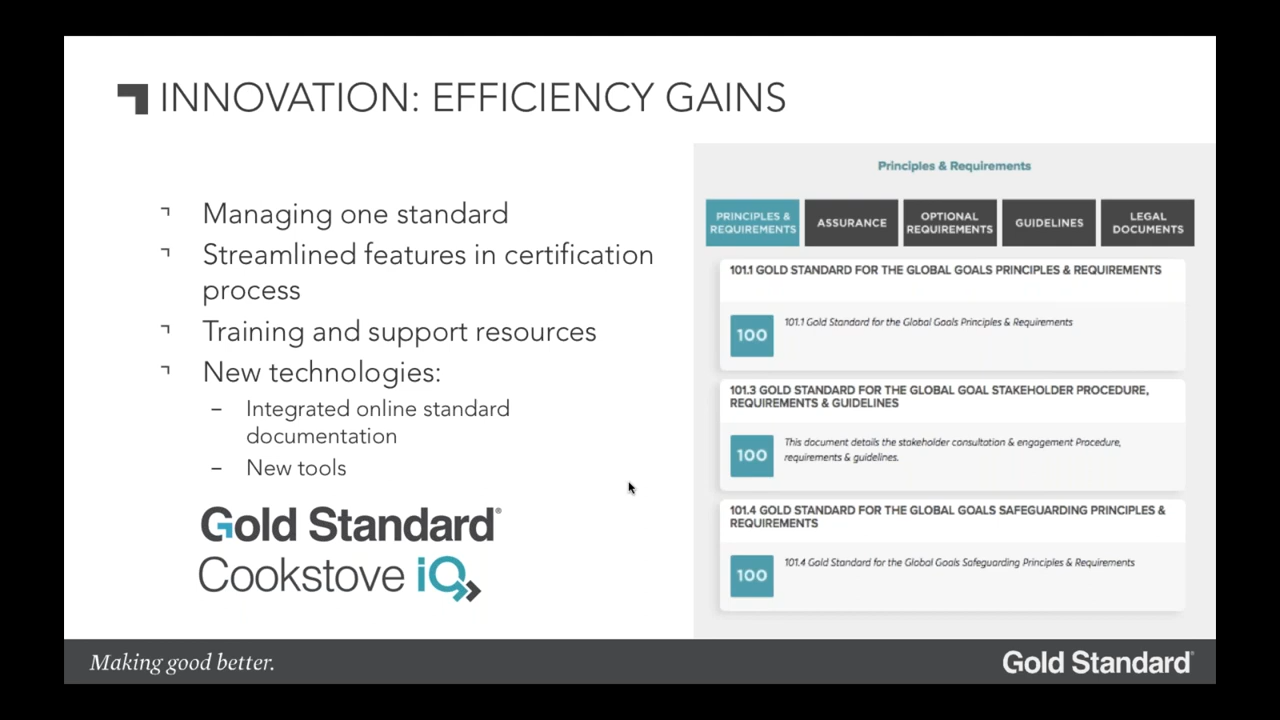 INNOVATION: EFFICIENCY GAINS
Managing one standard
Streamlined features in certification
process
Training and support resources
New technologies:
– Integrated online standard
documentation
– New tools
Gold Standard®
Cookstove iQ
Principles & Requirements
PRINCIPLES &
REQUIREMENTS
ASSURANCE
OPTIONAL
REQUIREMENTS
GUIDELINES
LEGAL
DOCUMENTS
101.1 GOLD STANDARD FOR THE GLOBAL GOALS PRINCIPLES & REQUIREMENTS
100
101.1 Gold Standard for the Global Goals Principles & Requirements
101.3 GOLD STANDARD FOR THE GLOBAL GOAL STAKEHOLDER PROCEDURE,
REQUIREMENTS & GUIDELINES
100
This document details the stakeholder consultation & engagement Procedure,
requirements & guidelines.
101.4 GOLD STANDARD FOR THE GLOBAL GOALS SAFEGUARDING PRINCIPLES &
REQUIREMENTS
100
101.4 Gold Standard for the Global Goals Safeguarding Principles & Requirements
Making good better.
Gold Standard®